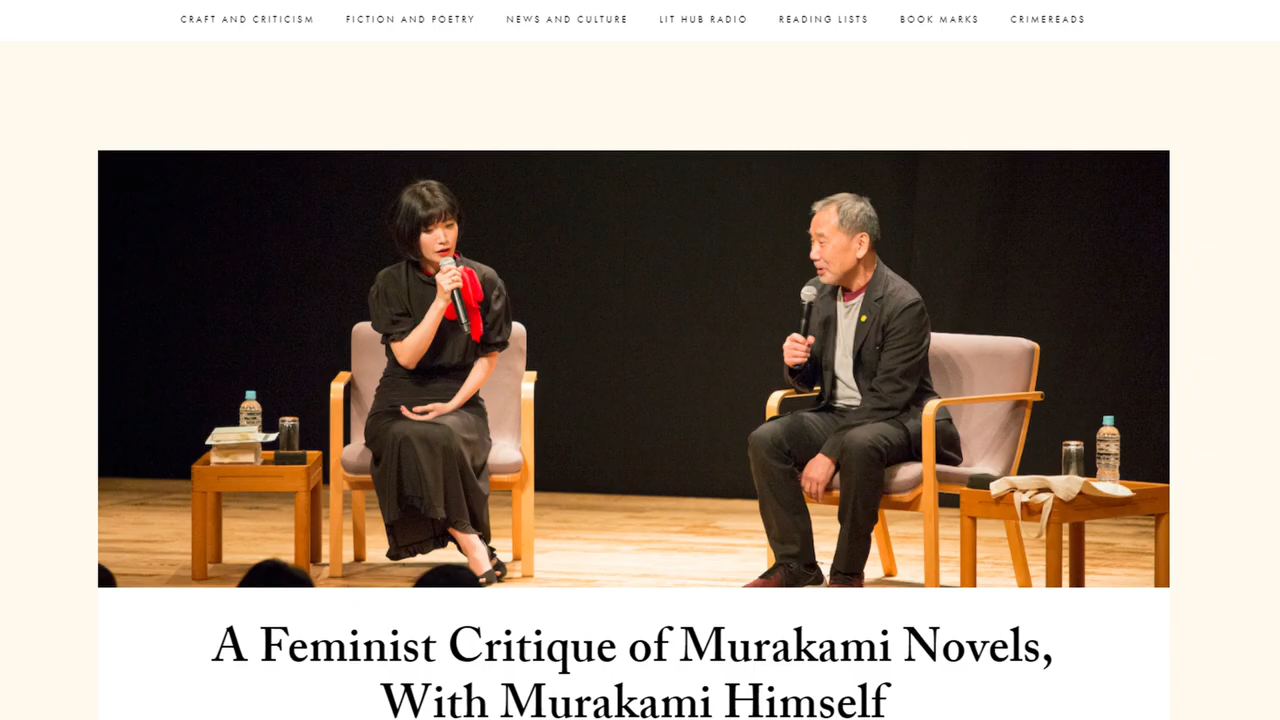 CRAFT AND CRITICISM FICTION AND POETRY NEWS AND CULTURE LIT HUB RADIO READING LISTS BOOK MARKS CRIMEREADS
A Feminist Critique of Murakami Novels,
With Murakami Himself